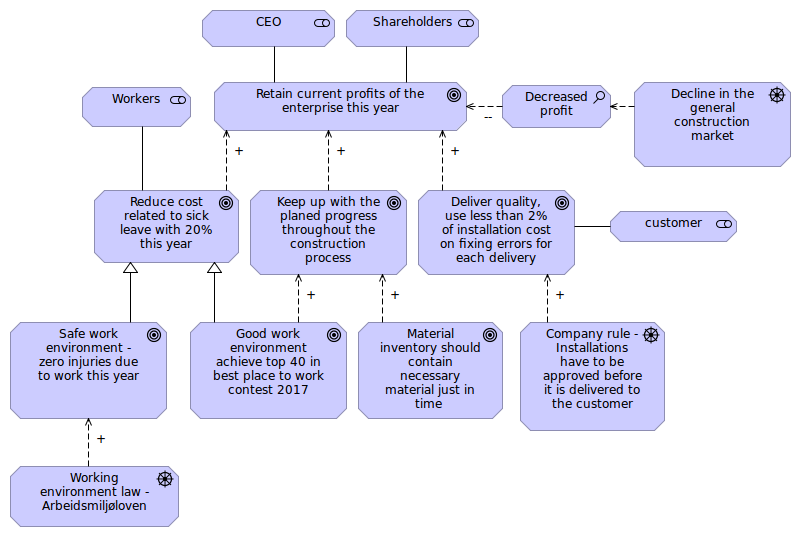 CEO
Shareholders
Workers
Retain current profits of the
enterprise this year
Decreased
profit
--
Decline in the
general
construction
market
+
+
+
Reduce cost
related to sick
leave with 20%
this year
Keep up with the
planed progress
throughout the
construction
process
Deliver quality,
use less than 2%
of installation cost
on fixing errors for
each delivery
customer
+
+
+
Safe work
environment -
zero injuries due
to work this year
Good work
environment
achieve top 40 in
best place to work
contest 2017
Material
inventory should
contain
necessary
material just in
time
Company rule -
Installations
have to be
approved before
it is delivered to
the customer
+
Working
environment law -
Arbeidsmiljøloven